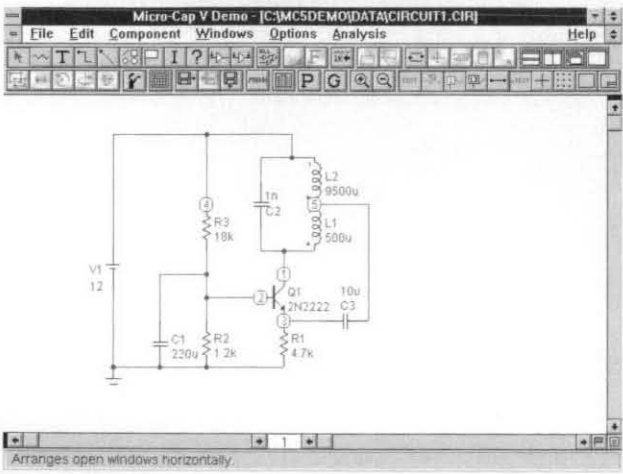 Micro-Cap V Demo - [C:\MC5DEMO\DATA\CIRCUIT1.CIR]
File Edit Component Windows Options Analysis Help
T I ?
P G
4
R3
18k
1n
C2
L2
9500u
5
L1
500u
V1
12
1
2
Q1
2N2222
10u
C3
3
C1
220u
R2
1.2k
R1
4.7k
1
Arranges open windows horizontally.